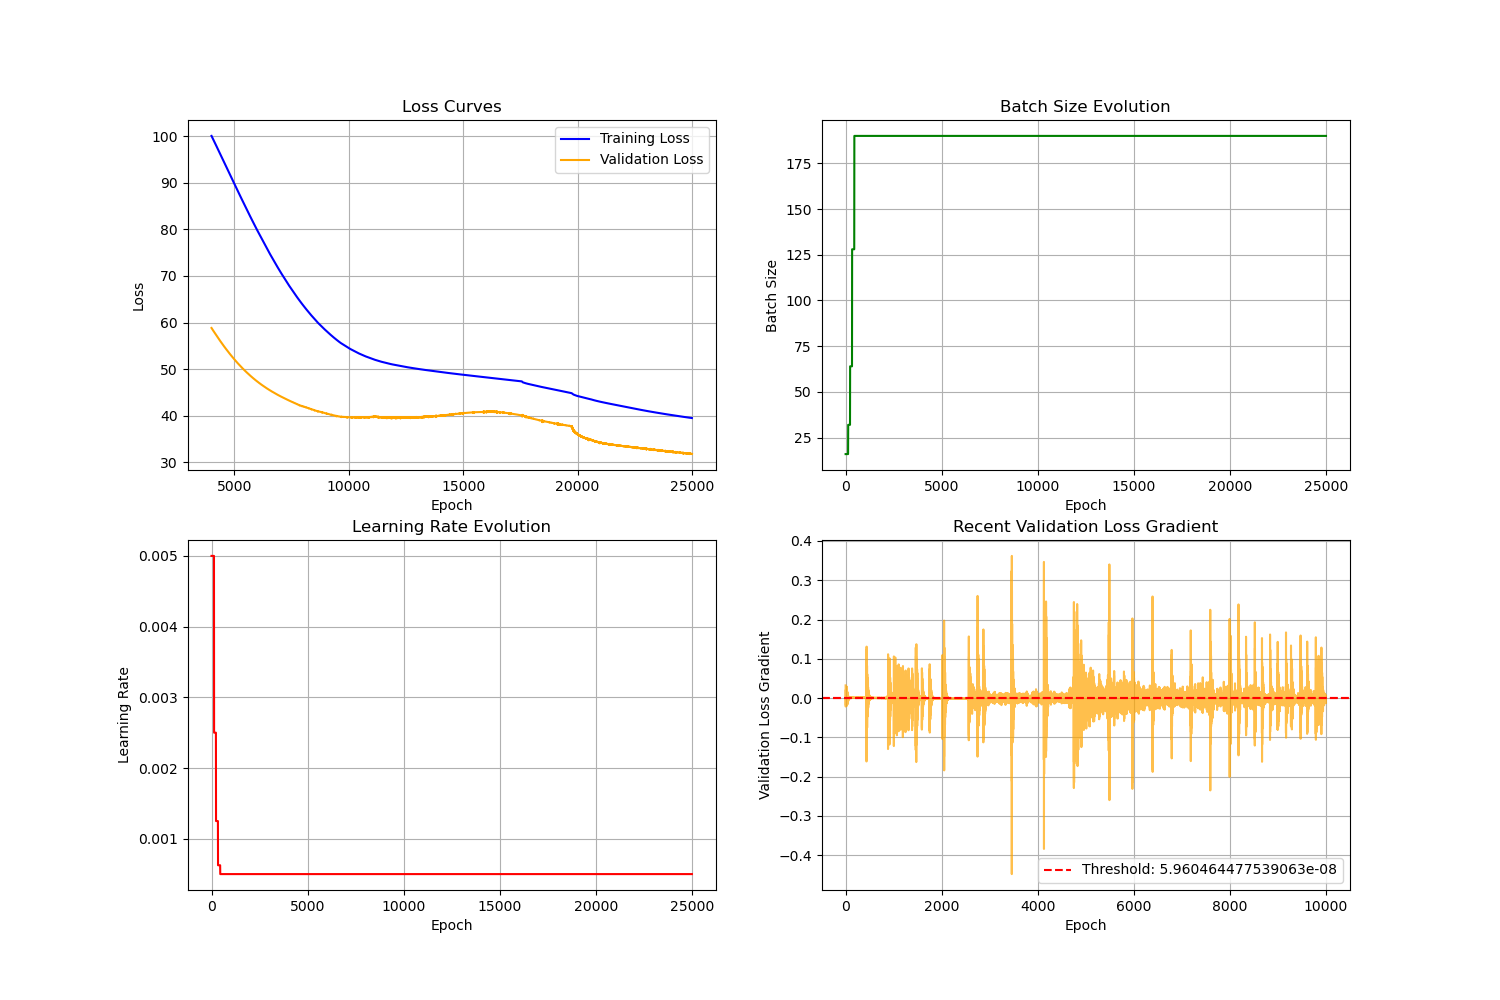 Loss Curves
Training Loss
Validation Loss
100
90
80
70
60
50
40
30
Loss
5000 10000 15000 20000 25000
Epoch
Batch Size Evolution
175
150
125
100
75
50
25
Batch Size
0 5000 10000 15000 20000 25000
Epoch
Learning Rate Evolution
0.005
0.004
0.003
0.002
0.001
Learning Rate
0 5000 10000 15000 20000 25000
Epoch
Recent Validation Loss Gradient
0.4
0.3
0.2
0.1
0.0
−0.1
−0.2
−0.3
−0.4
Validation Loss Gradient
Threshold: 5.960464477539063e-08
0 2000 4000 6000 8000 10000
Epoch